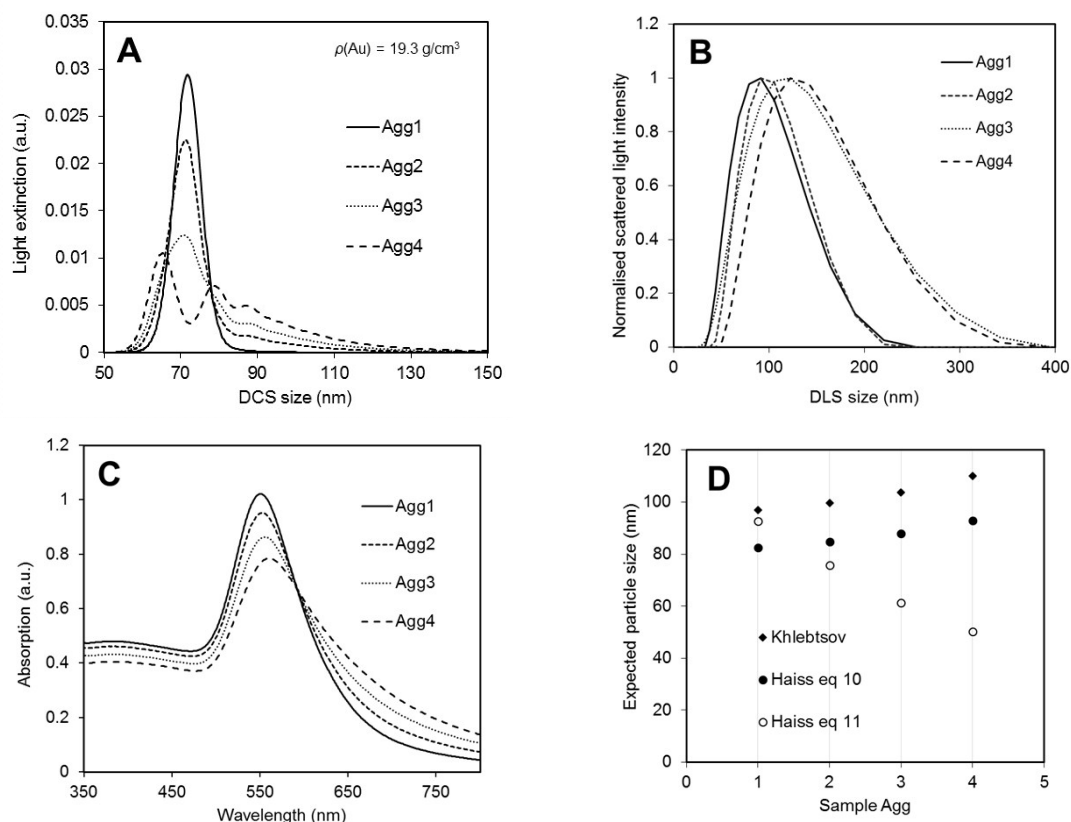 A
ρ(Au) = 19.3 g/cm³
Light extinction (a.u.)
0.035
0.03
0.025
0.02
0.015
0.01
0.005
0
Agg1
Agg2
Agg3
Agg4
50 70 90 110 130 150
DCS size (nm)
B
Normalised scattered light intensity
1.2
1
0.8
0.6
0.4
0.2
0
Agg1
Agg2
Agg3
Agg4
0 100 200 300 400
DLS size (nm)
C
Absorption (a.u.)
1.2
1
0.8
0.6
0.4
0.2
0
Agg1
Agg2
Agg3
Agg4
350 450 550 650 750
Wavelength (nm)
D
Expected particle size (nm)
120
100
80
60
40
20
0
Khlebtsov
Haiss eq 10
Haiss eq 11
0 1 2 3 4 5
Sample Agg